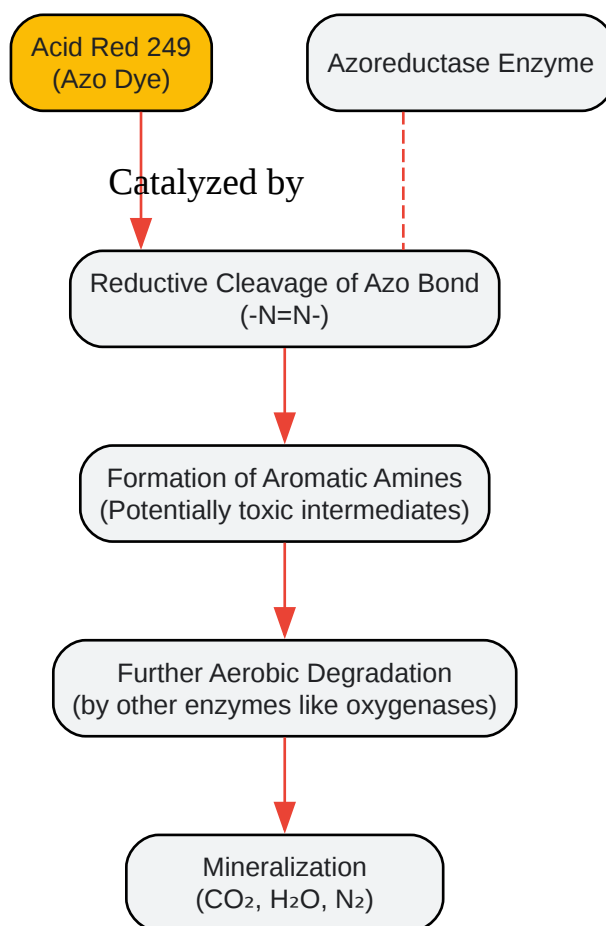 Acid Red 249
(Azo Dye)
Azoreductase Enzyme
Catalyzed by
Reductive Cleavage of Azo Bond
(-N=N-)
Formation of Aromatic Amines
(Potentially toxic intermediates)
Further Aerobic Degradation
(by other enzymes like oxygenases)
Mineralization
(CO₂, H₂O, N₂)